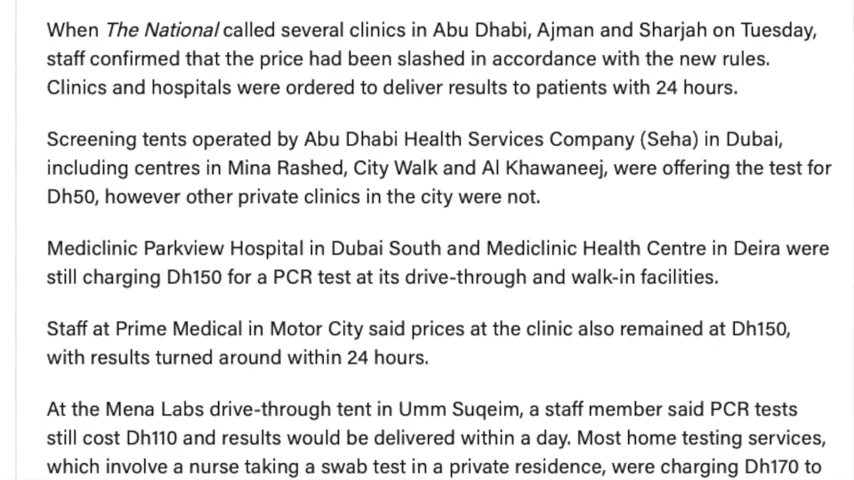 When The National called several clinics in Abu Dhabi, Ajman and Sharjah on Tuesday,
staff confirmed that the price had been slashed in accordance with the new rules.
Clinics and hospitals were ordered to deliver results to patients with 24 hours.
Screening tents operated by Abu Dhabi Health Services Company (Seha) in Dubai,
including centres in Mina Rashed, City Walk and Al Khawaneej, were offering the test for
Dh50, however other private clinics in the city were not.
Mediclinic Parkview Hospital in Dubai South and Mediclinic Health Centre in Deira were
still charging Dh150 for a PCR test at its drive-through and walk-in facilities.
Staff at Prime Medical in Motor City said prices at the clinic also remained at Dh150,
with results turned around within 24 hours.
At the Mena Labs drive-through tent in Umm Suqeim, a staff member said PCR tests
still cost Dh110 and results would be delivered within a day. Most home testing services,
which involve a nurse taking a swab test in a private residence, were charging Dh170 to